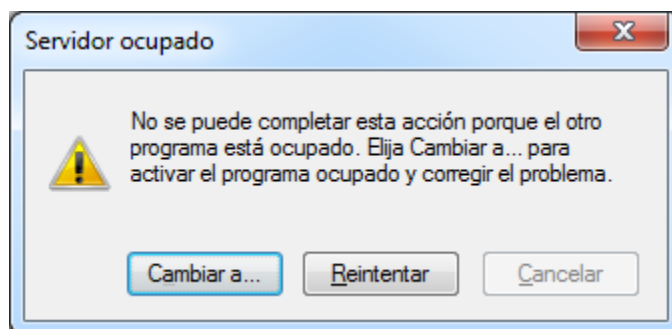 Servidor ocupado
No se puede completar esta acción porque el otro
programa está ocupado. Elija Cambiar a... para
activar el programa ocupado y corregir el problema.
Cambiar a...
Reintentar
Cancelar